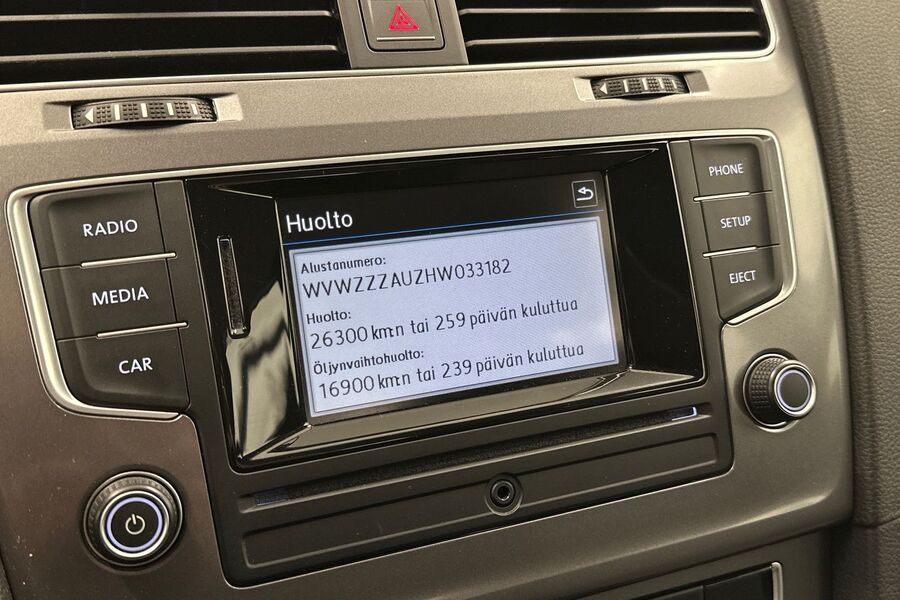 RADIO
MEDIA
CAR
Huolto
Alustanumero:
WVWZZZAUZHW033182
Huolto:
26300 km:n tai 259 päivän kuluttua
Öljynvaihtohuolto:
16900 km:n tai 239 päivän kuluttua
PHONE
SETUP
EJECT